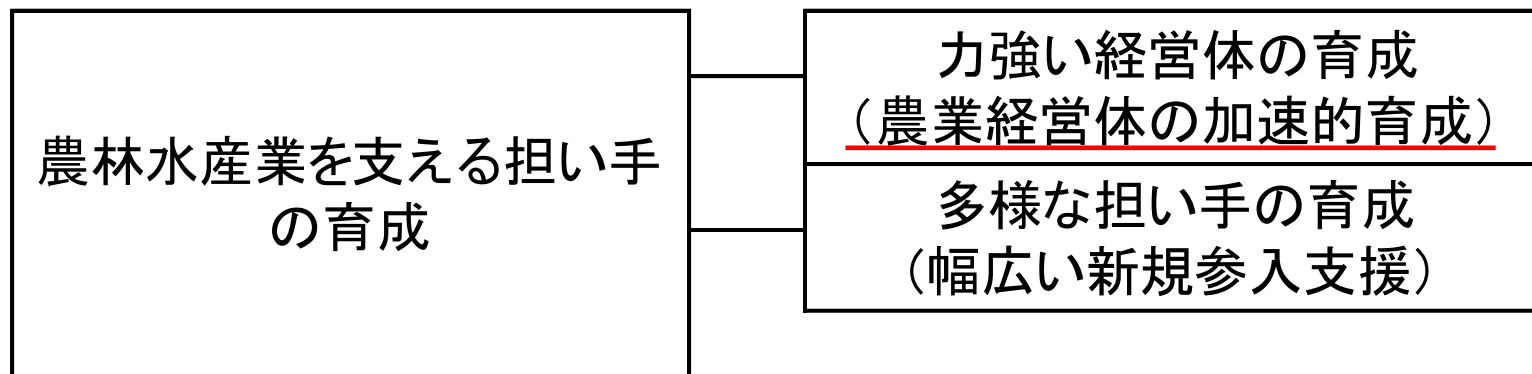 農林水産業を支える担い手
の育成
力強い経営体の育成
（農業経営体の加速的育成）
多様な担い手の育成
（幅広い新規参入支援）